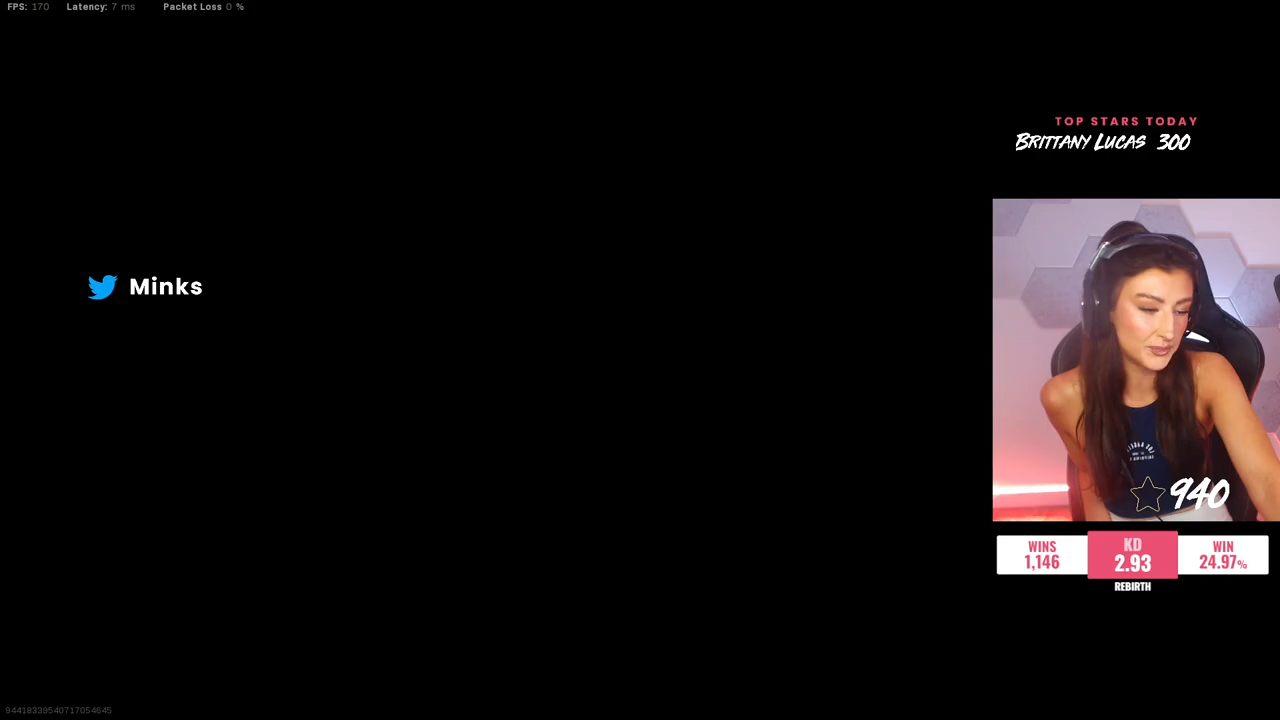 FPS: 170 Latency: 7 ms Packet Loss 0 %
TOP STARS TODAY
BRITTANY LUCAS 300
Minks
940
WINS
1,146
KD
2.93
WIN
24.97%
REBIRTH
94418339540717054645